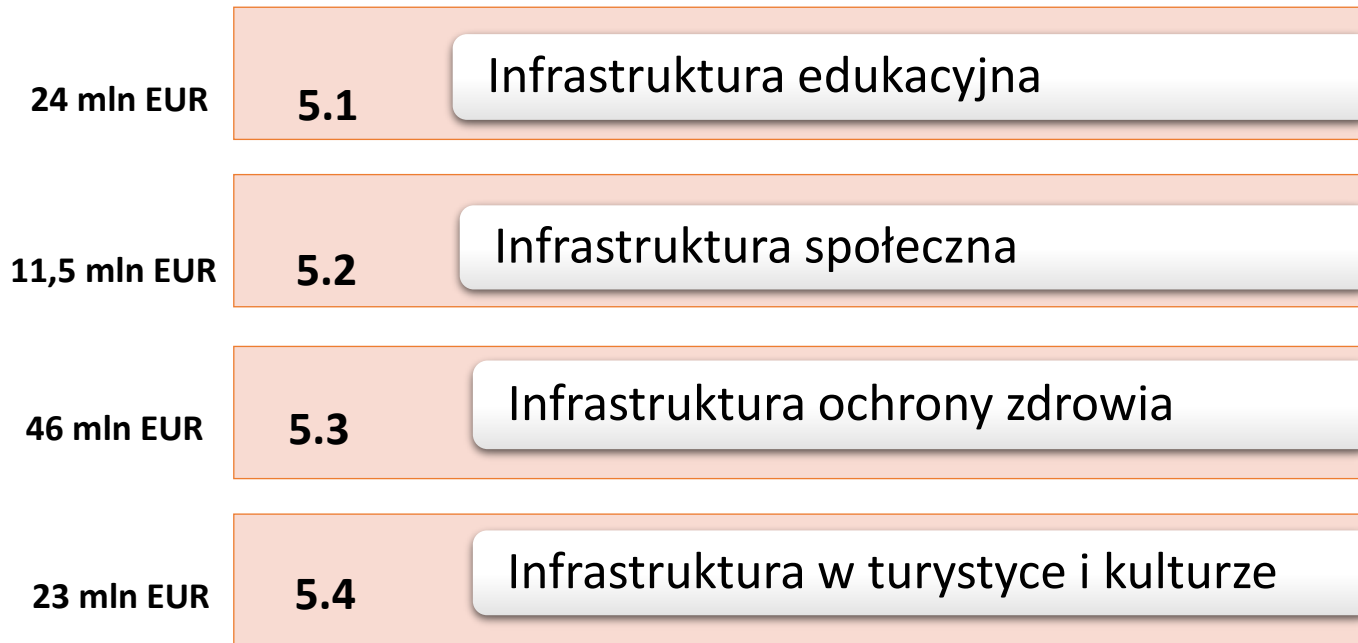 24 mln EUR 5.1 Infrastruktura edukacyjna
11,5 mln EUR 5.2 Infrastruktura społeczna
46 mln EUR 5.3 Infrastruktura ochrony zdrowia
23 mln EUR 5.4 Infrastruktura w turystyce i kulturze